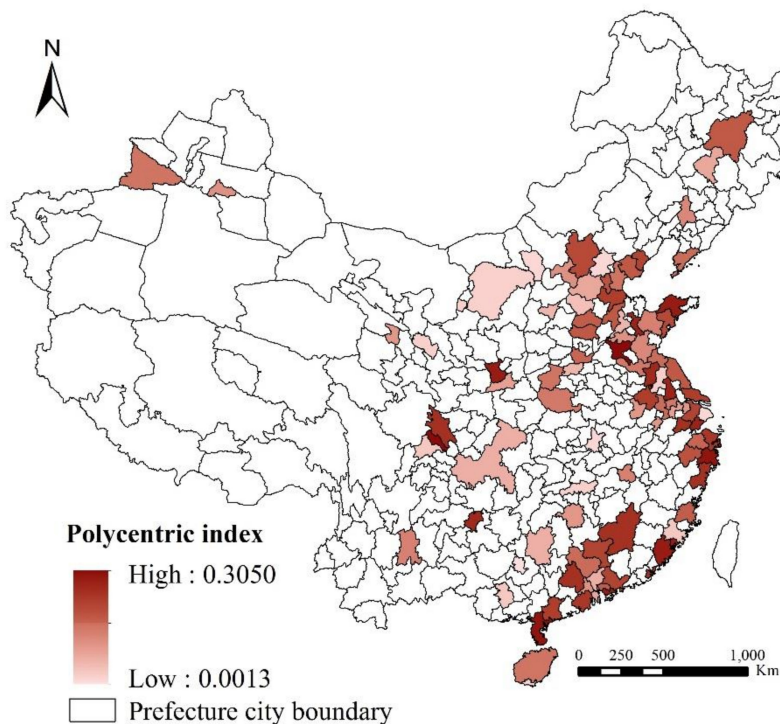 N
Polycentric index
High : 0.3050
Low : 0.0013
Prefecture city boundary
0 250 500 1,000
Km